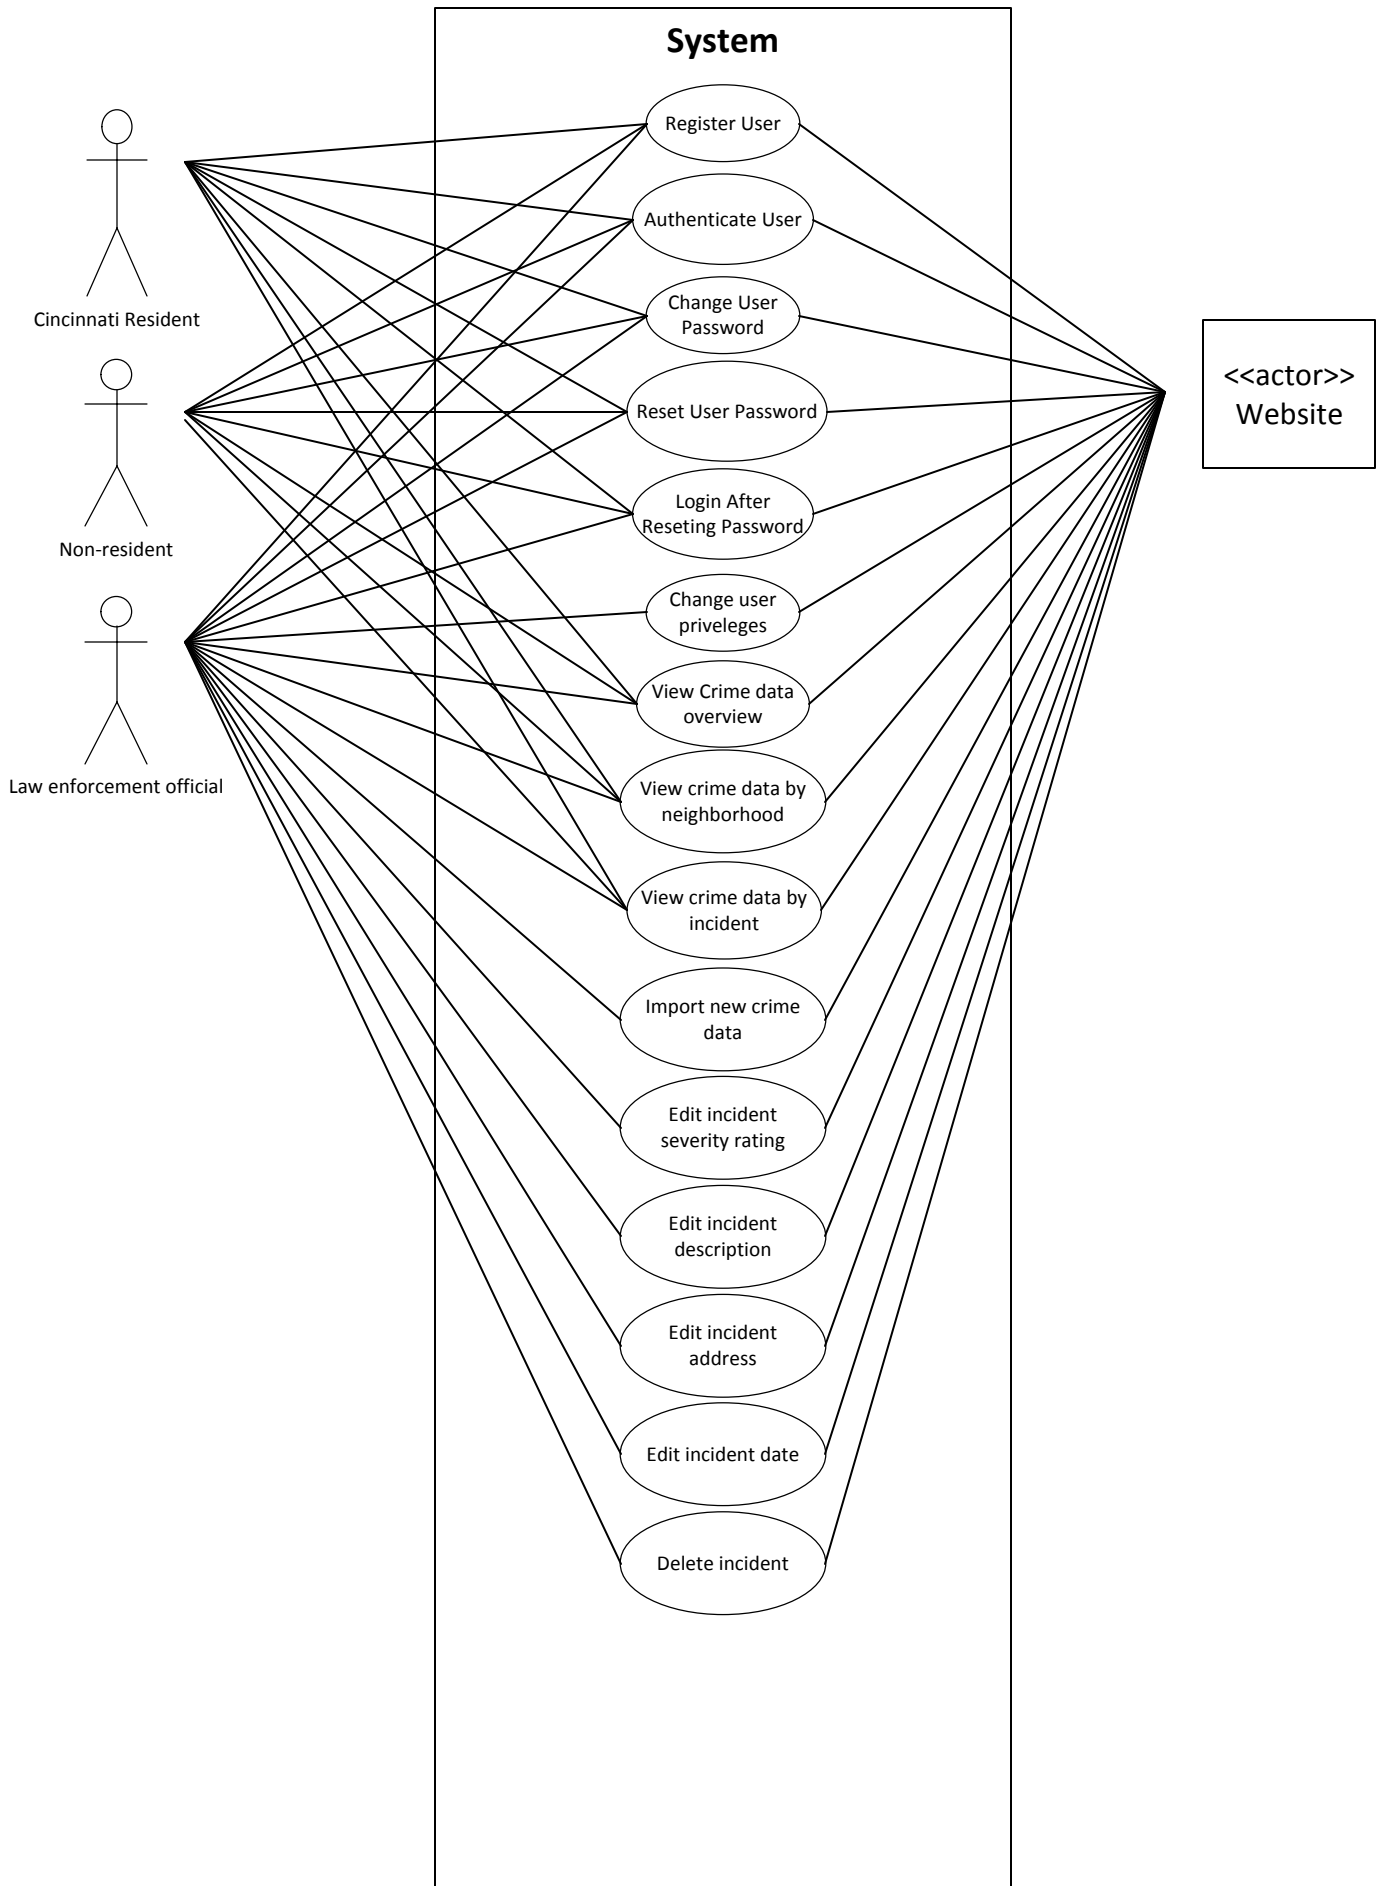 System
Register User
Authenticate User
Change User
Password
Reset User Password
Login After
Reseting Password
Change user
priveleges
View Crime data
overview
View crime data by
neighborhood
View crime data by
incident
Import new crime
data
Edit incident
severity rating
Edit incident
description
Edit incident
address
Edit incident date
Delete incident
Cincinnati Resident
Non-resident
Law enforcement official
<<actor>>
Website